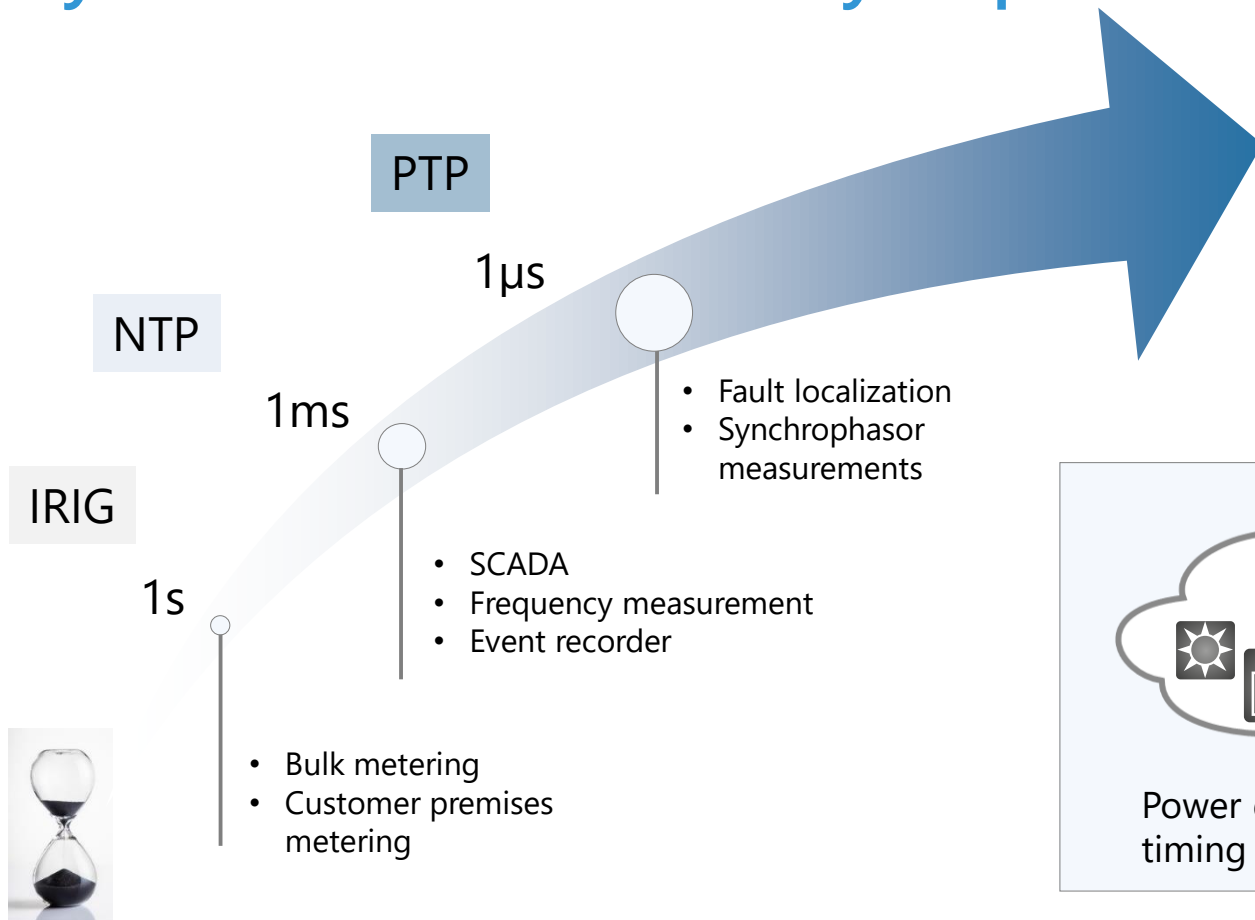 PTP
1µs
NTP
• Fault localization
• Synchrophasor
measurements
1ms
IRIG
• SCADA
• Frequency measurement
• Event recorder
1s
• Bulk metering
• Customer premises
metering
Power
timing